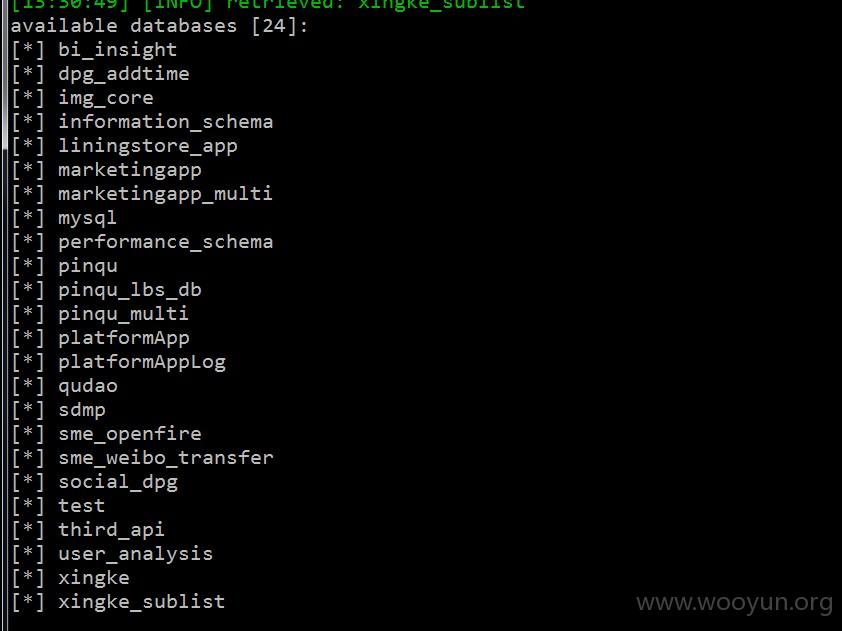 [13:30:49] [INFO] retrieved: xingke_sublist
available databases [24]:
[*] bi_insight
[*] dpg_addtime
[*] img_core
[*] information_schema
[*] liningstore_app
[*] marketingapp
[*] marketingapp_multi
[*] mysql
[*] performance_schema
[*] pinqu
[*] pinqu_lbs_db
[*] pinqu_multi
[*] platformApp
[*] platformAppLog
[*] qudao
[*] sdmp
[*] sme_openfire
[*] sme_weibo_transfer
[*] social_dpg
[*] test
[*] third_api
[*] user_analysis
[*] xingke
[*] xingke_sublist
www.wooyun.org